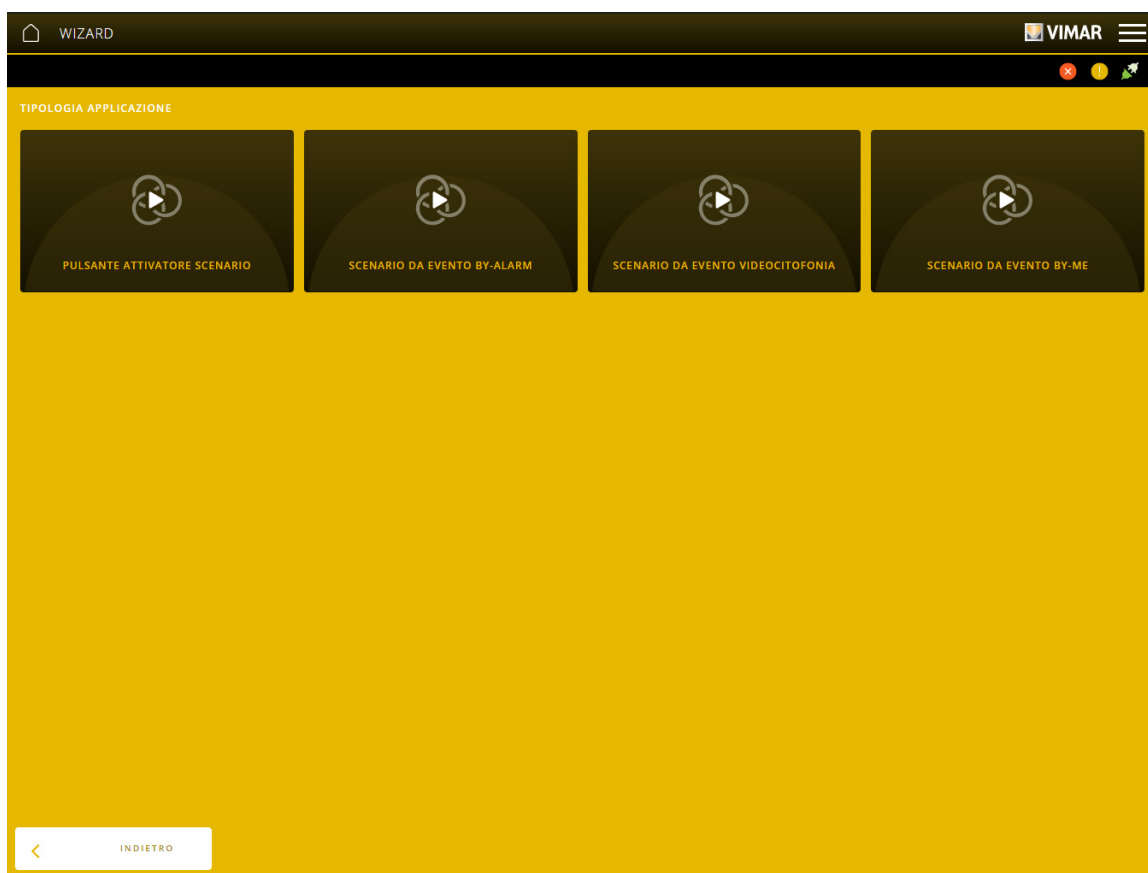 WIZARD
VIMAR
TIPOLOGIA APPLICAZIONE
PULSANTE ATTIVATORE SCENARIO
SCENARIO DA EVENTO BY-ALARM
SCENARIO DA EVENTO VIDEOCITOFONIA
SCENARIO DA EVENTO BY-ME
INDIETRO